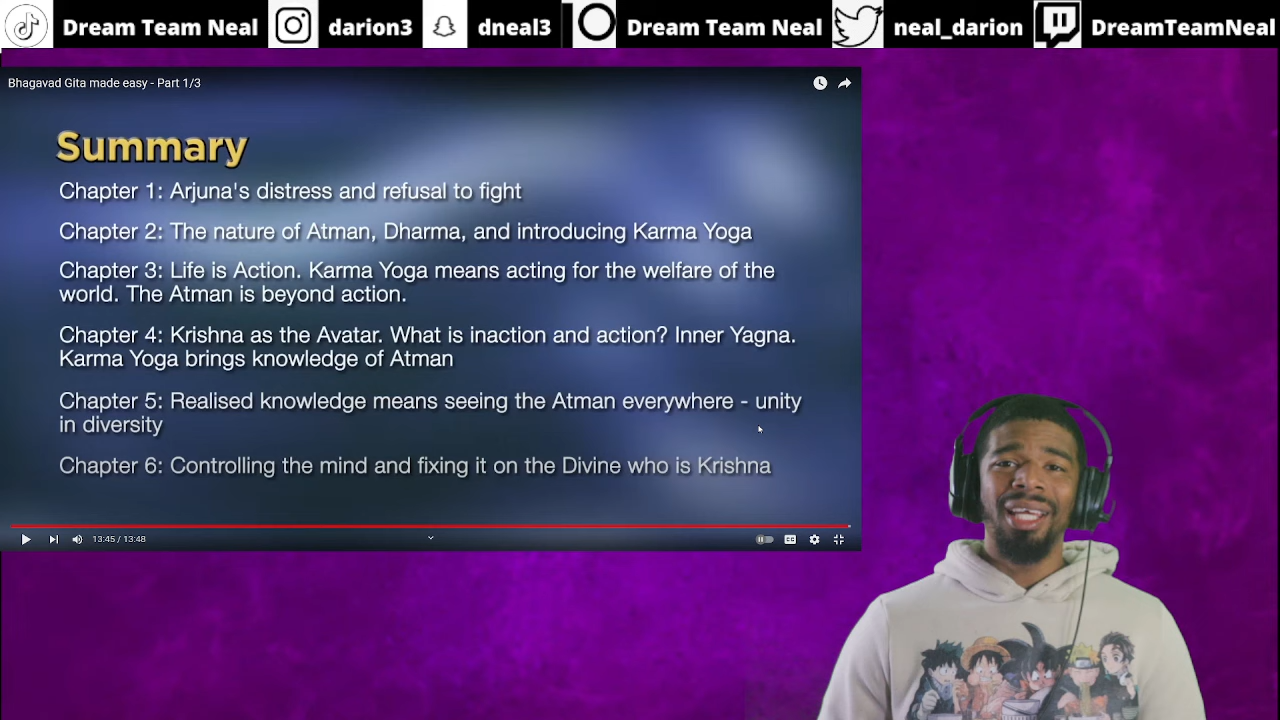 Dream Team Neal darion3 dneal3 Dream Team Neal neal_darion DreamTeamNeal
Bhagavad Gita made easy - Part 1/3
Summary
Chapter 1: Arjuna's distress and refusal to fight
Chapter 2: The nature of Atman, Dharma, and introducing Karma Yoga
Chapter 3: Life is Action. Karma Yoga means acting for the welfare of the
world. The Atman is beyond action.
Chapter 4: Krishna as the Avatar. What is inaction and action? Inner Yagna.
Karma Yoga brings knowledge of Atman
Chapter 5: Realised knowledge means seeing the Atman everywhere - unity
in diversity
Chapter 6: Controlling the mind and fixing it on the Divine who is Krishna
13:45 / 13:48